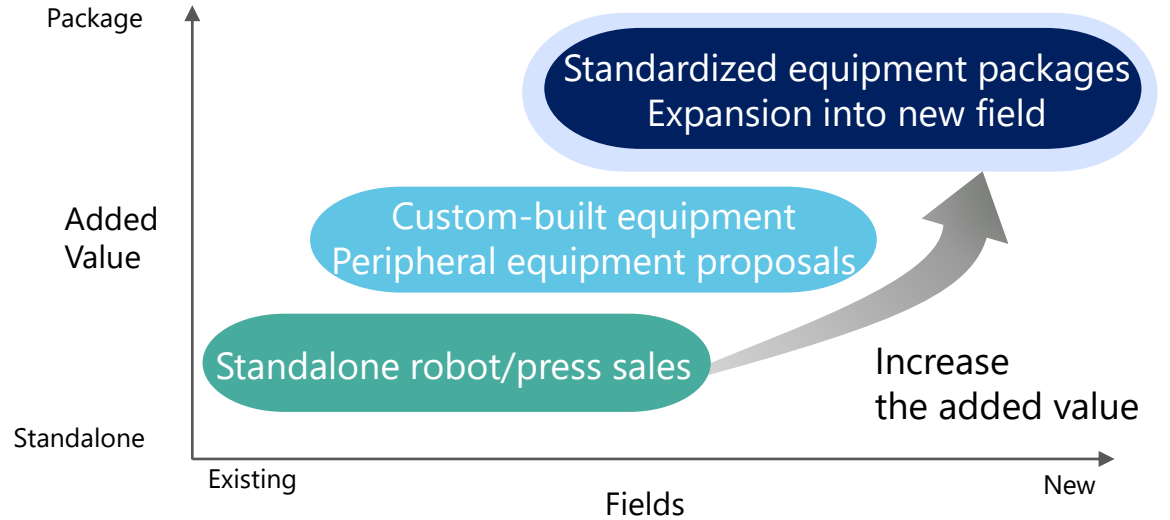 Package
Standardized equipment packages
Expansion into new field
Added
Value
Custom-built equipment
Peripheral equipment proposals
Standalone robot/press sales
Increase
the added value
Standalone
Existing
Fields
New